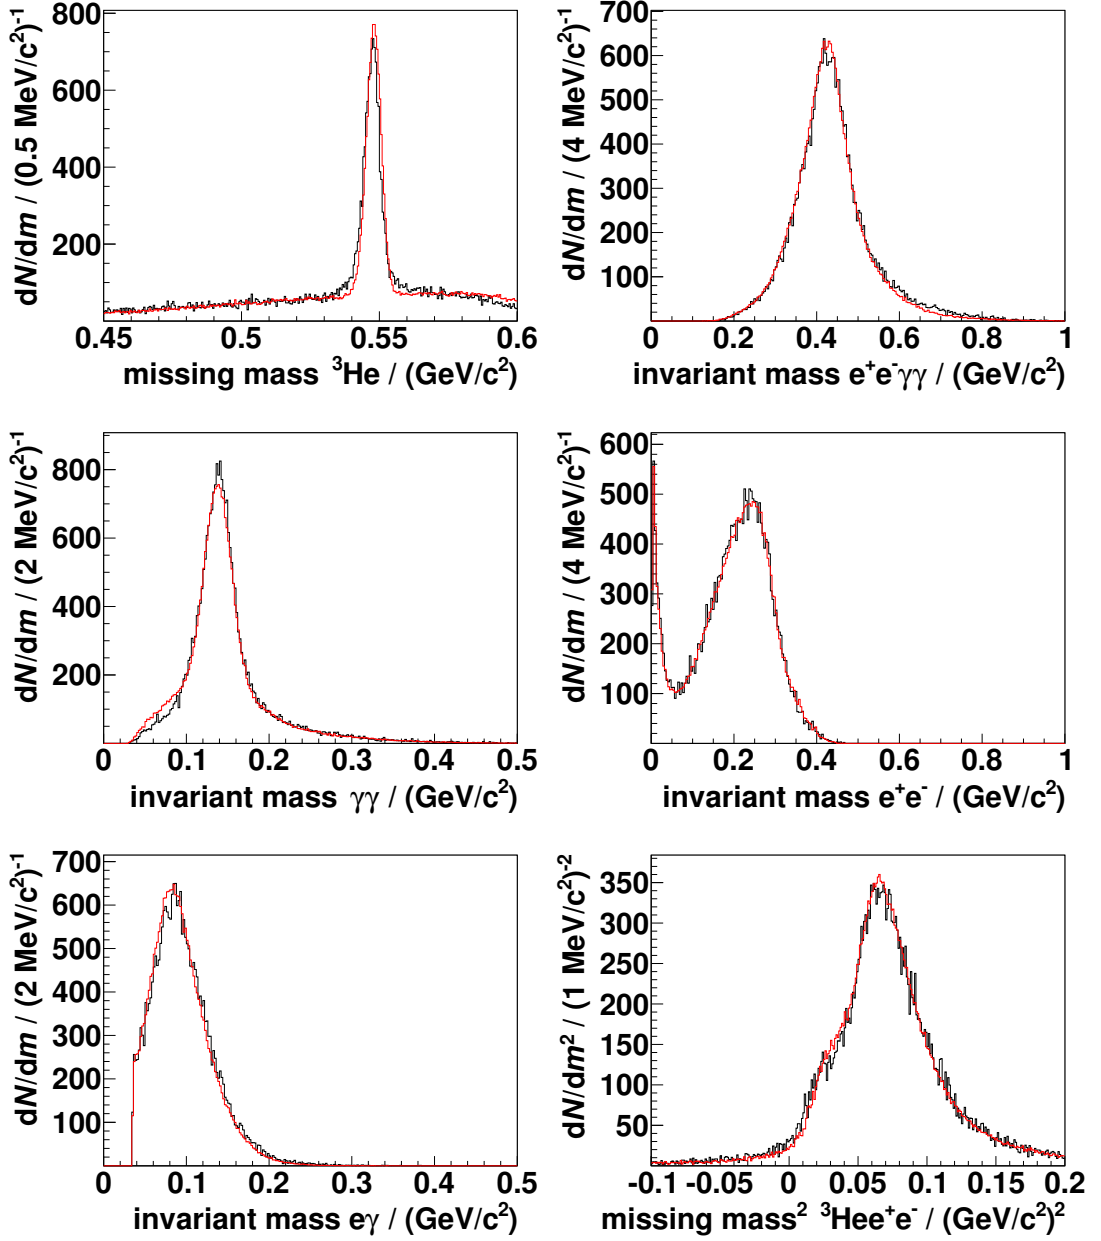 dN/dm / (0.5 MeV/c²)⁻¹
800
600
400
200
0.45 0.5 0.55 0.6
missing mass ³He / (GeV/c²)
dN/dm / (4 MeV/c²)⁻¹
700
600
500
400
300
200
100
0 0.2 0.4 0.6 0.8 1
invariant mass e⁺e⁻γγ / (GeV/c²)
dN/dm / (2 MeV/c²)⁻¹
800
600
400
200
0 0.1 0.2 0.3 0.4 0.5
invariant mass γγ / (GeV/c²)
dN/dm / (4 MeV/c²)⁻¹
600
500
400
300
200
100
0 0.2 0.4 0.6 0.8 1
invariant mass e⁺e⁻ / (GeV/c²)
dN/dm / (2 MeV/c²)⁻¹
700
600
500
400
300
200
100
0 0.1 0.2 0.3 0.4 0.5
invariant mass eγ / (GeV/c²)
dN/dm² / (1 MeV/c²)⁻²
350
300
250
200
150
100
50
-0.1 -0.05 0 0.05 0.1 0.15 0.2
missing mass² ³Hee⁺e⁻ / (GeV/c²)²